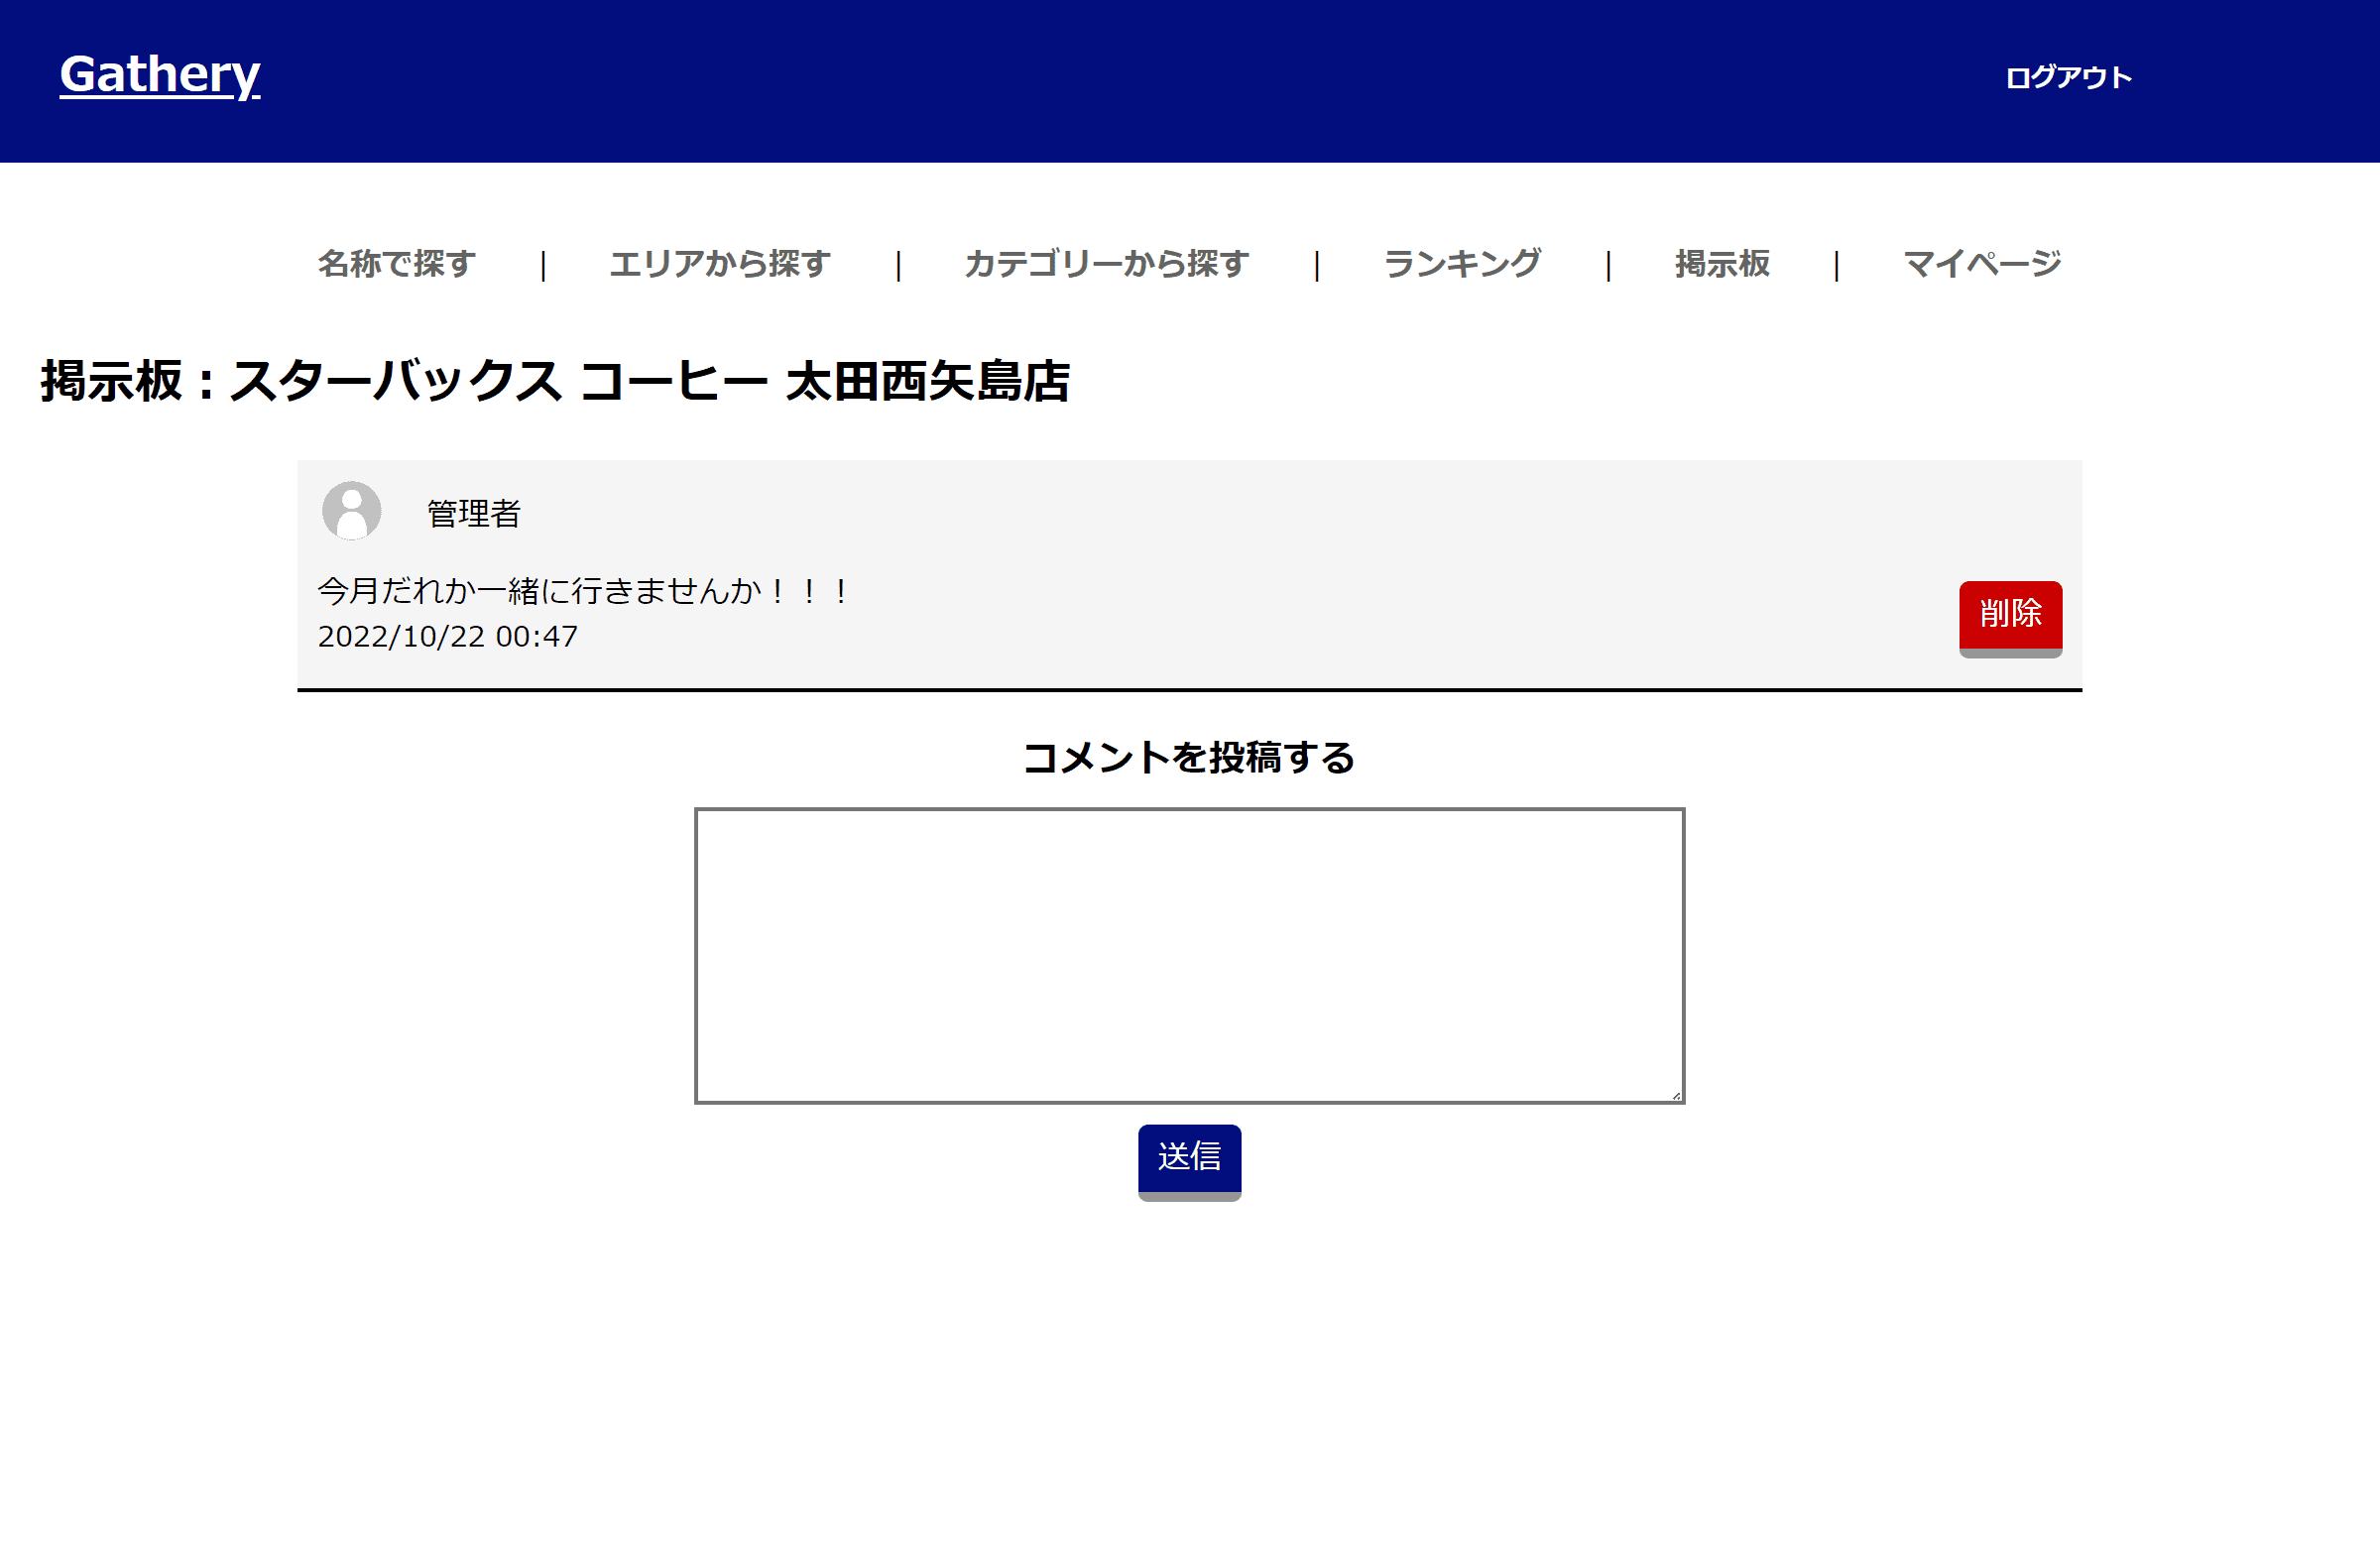 Gathery
ログアウト
名称で探す | エリアから探す | カテゴリーから探す | ランキング | 掲示板 | マイページ
掲示板：スターバックス コーヒー 太田西矢島店
管理者
今月だれか一緒に行きませんか！！！
2022/10/22 00:47
削除
コメントを投稿する
送信